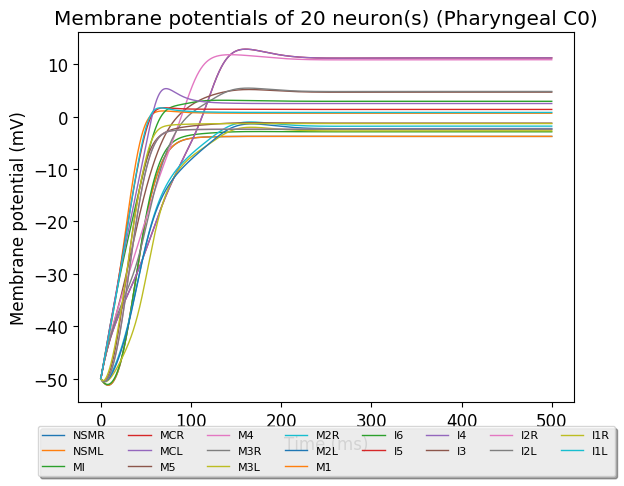 Membrane potentials of 20 neuron(s) (Pharyngeal C0)
Membrane potential (mV)
10
0
−10
−20
−30
−40
−50
0 100 200 300 400 500
Time (ms)
NSMR MCR M4 M2R I6 I4 I2R I1R
NSML MCL M3R M2L I5 I3 I2L I1L
MI M5 M3L M1